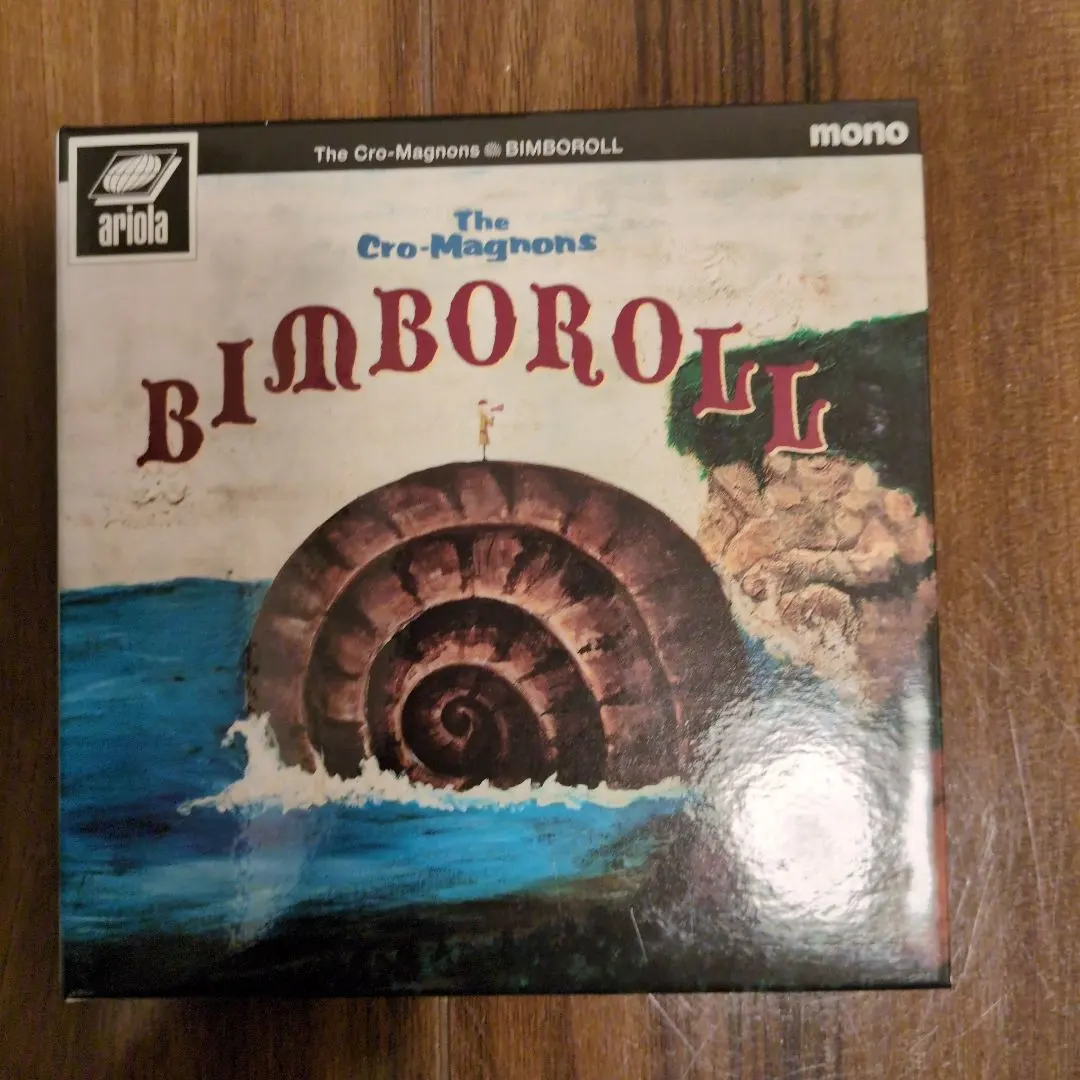 The Cro-Magnons BIMBOROLL
mono
ariola
The
Cro-Magnons
BIMBOROLL